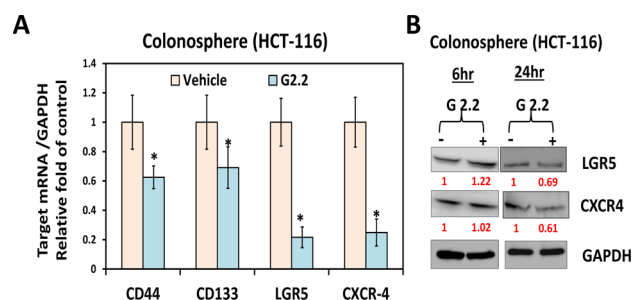 A
Colonosphere (HCT-116)
Target mRNA /GAPDH
Relative fold of control
1.4
1.2
1
0.8
0.6
0.4
0.2
0
Vehicle
G2.2
*
*
*
*
CD44
CD133
LGR5
CXCR-4
B
Colonosphere (HCT-116)
6hr
24hr
G 2.2
G 2.2
- +
- +
LGR5
1 1.22
1 0.69
CXCR4
1 1.02
1 0.61
GAPDH